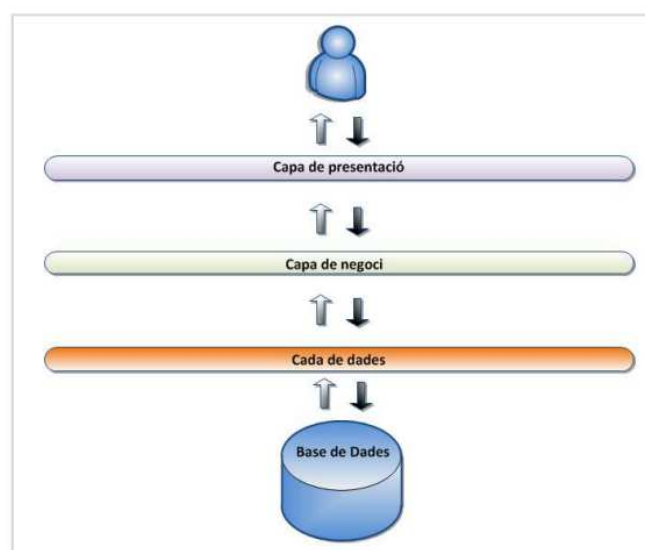 Capa de presentació
Capa de negoci
Cada de dades
Base de Dades